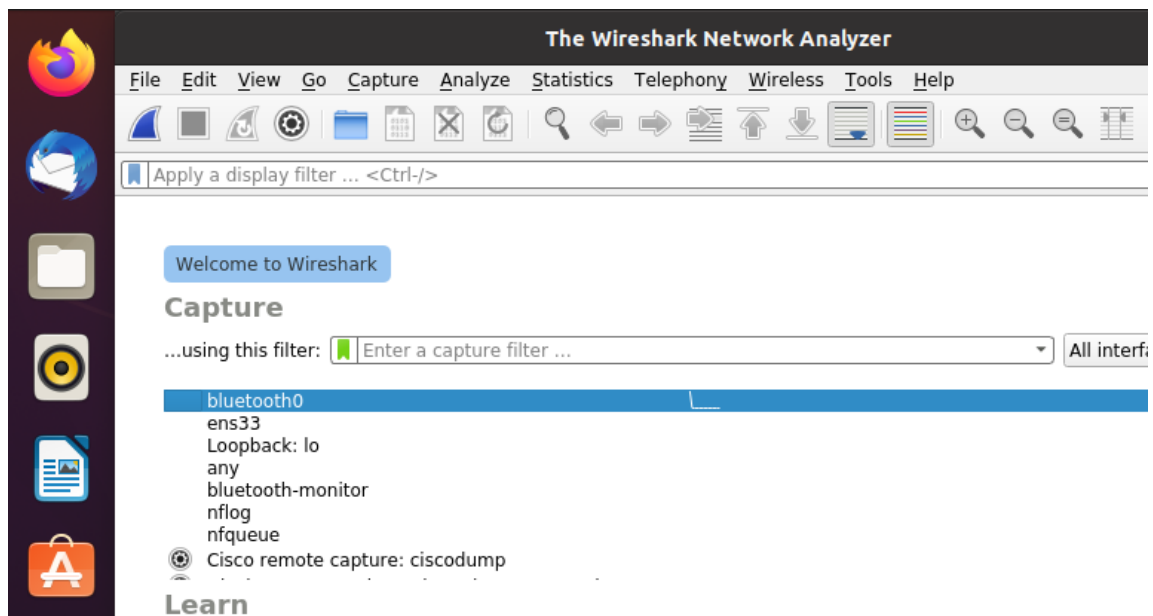 The Wireshark Network Analyzer
File Edit View Go Capture Analyze Statistics Telephony Wireless Tools Help
Apply a display filter ... <Ctrl-/>
Welcome to Wireshark
Capture
...using this filter: Enter a capture filter ... All interfa
bluetooth0
ens33
Loopback: lo
any
bluetooth-monitor
nflog
nfqueue
Cisco remote capture: ciscodump
Learn